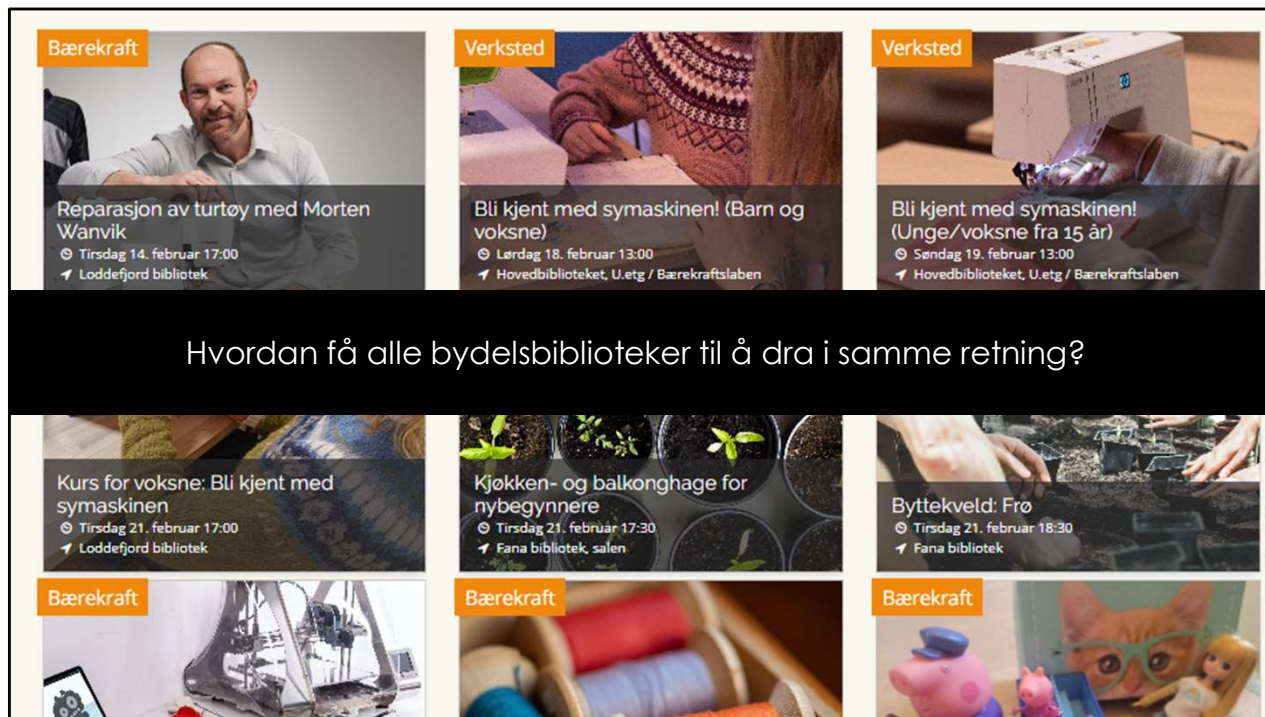 Bærekraft
Reparasjon av turtøy med Morten
Wanvik
Tirsdag 14. februar 17:00
Loddefjord bibliotek
Verksted
Bli kjent med symaskinen! (Barn og
voksne)
Lørdag 18. februar 13:00
Hovedbiblioteket, U.etg / Bærekraftslaben
Verksted
Bli kjent med symaskinen!
(Unge/voksne fra 15 år)
Søndag 19. februar 13:00
Hovedbiblioteket, U.etg / Bærekraftslaben
Hvordan få alle bydelsbiblioteker til å dra i samme retning?
Kurs for voksne: Bli kjent med
symaskinen
Tirsdag 21. februar 17:00
Loddefjord bibliotek
Kjøkken- og balkonghage for
nybegynnere
Tirsdag 21. februar 17:30
Fana bibliotek, salen
Byttekveld: Frø
Tirsdag 21. februar 18:30
Fana bibliotek
Bærekraft
Bærekraft
Bærekraft